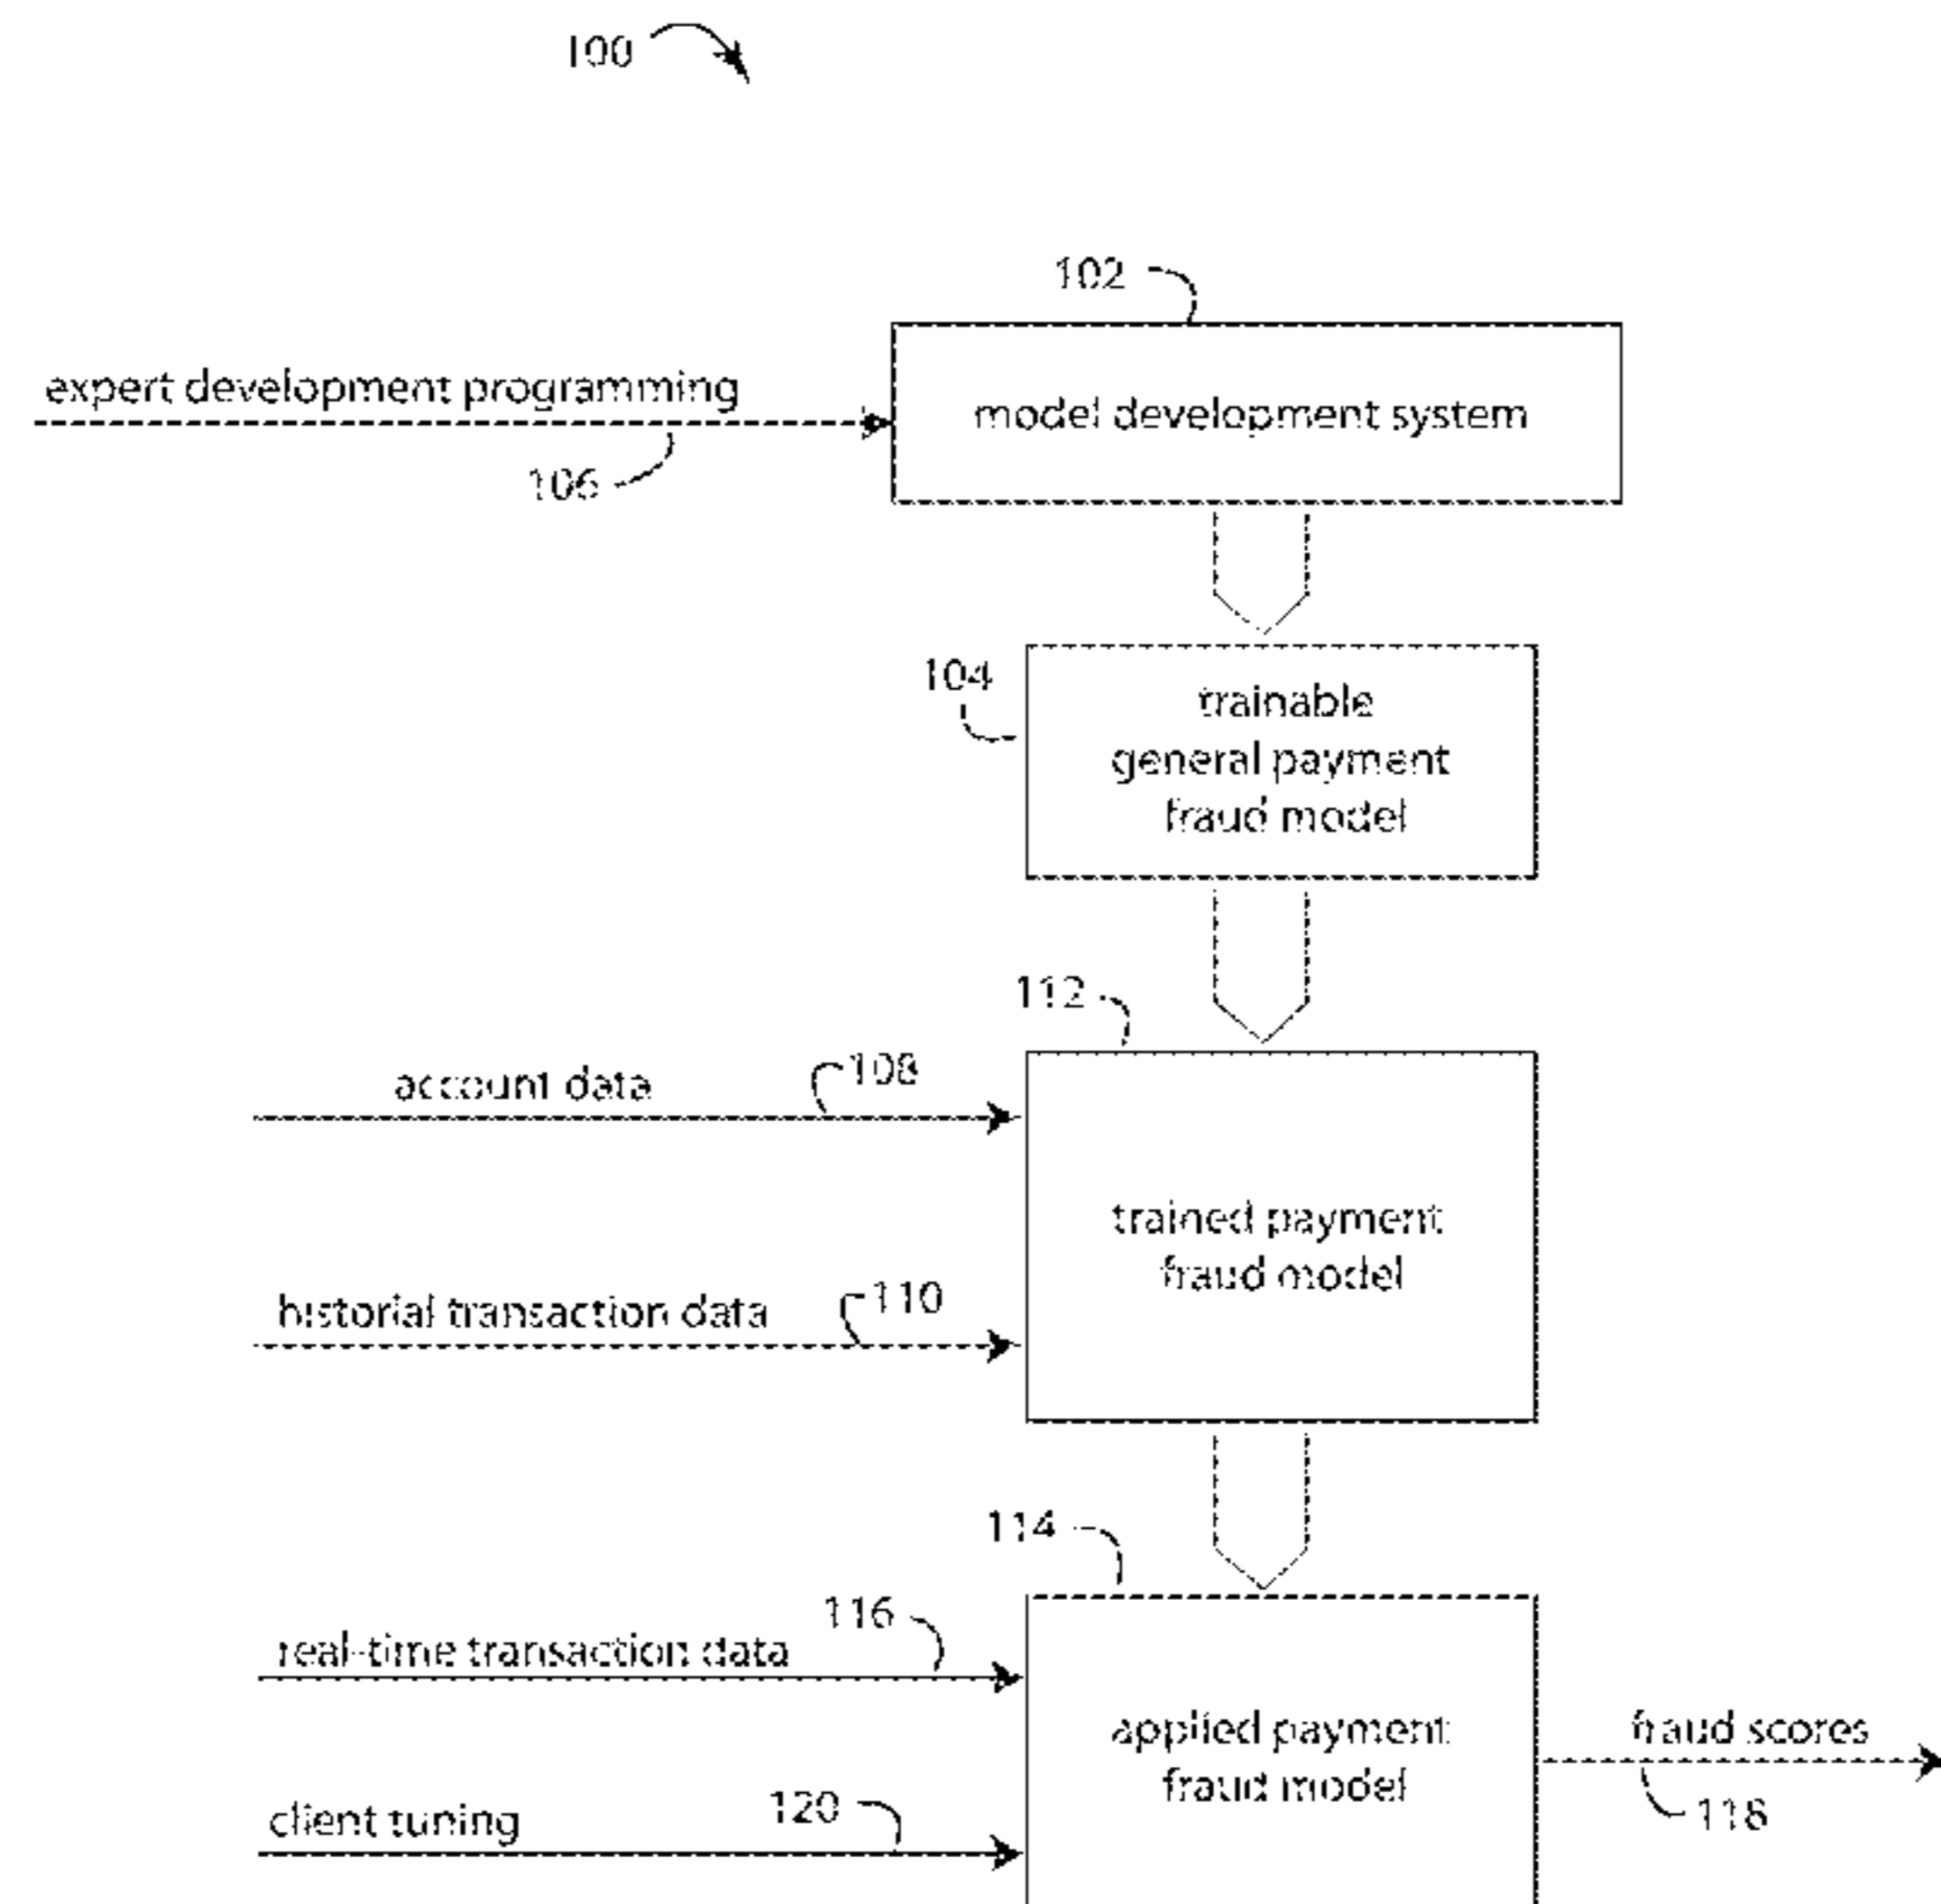 100
102
expert development programming
model development system
106
104
trainable
general payment
fraud model
112
108
account data
trained payment
fraud model
110
historial transaction data
114
116
real-time transaction data
applied payment
fraud model
fraud scores
118
120
client tuning